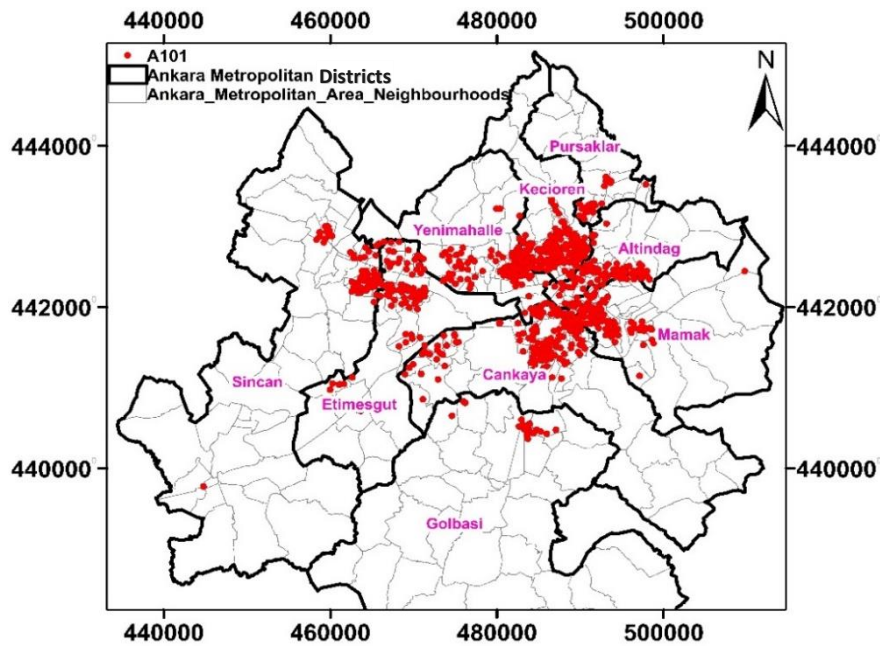 440000 460000 480000 500000
A101
Ankara Metropolitan Districts
Ankara_Metropolitan_Area_Neighbourhoods
N
444000 444000
Pursaklar
Kecioren
Yenimahalle
Altindag
442000 442000
Mamak
Sincan
Cankaya
Etimesgut
440000 440000
Golbasi
440000 460000 480000 500000